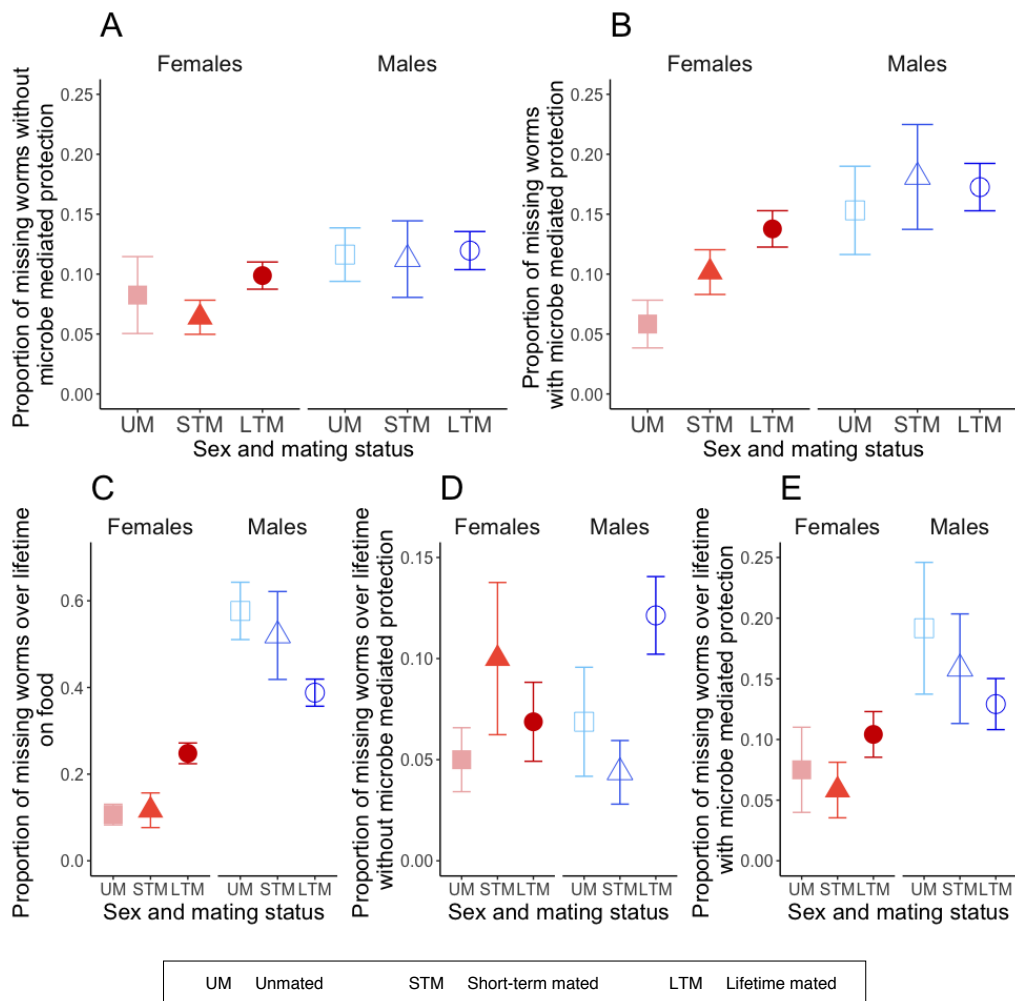 A
Females Males
Proportion of missing worms without
microbe mediated protection
0.25
0.20
0.15
0.10
0.05
0.00
UM STM LTM UM STM LTM
Sex and mating status
B
Females Males
Proportion of missing worms
with microbe mediated protection
0.25
0.20
0.15
0.10
0.05
0.00
UM STM LTM UM STM LTM
Sex and mating status
C
Females Males
Proportion of missing worms over lifetime
on food
0.6
0.4
0.2
0.0
UM STM LTM UM STM LTM
Sex and mating status
D
Females Males
Proportion of missing worms over lifetime
without microbe mediated protection
0.15
0.10
0.05
0.00
UM STM LTM UM STM LTM
Sex and mating status
E
Females Males
Proportion of missing worms over lifetime
with microbe mediated protection
0.25
0.20
0.15
0.10
0.05
0.00
UM STM LTM UM STM LTM
Sex and mating status
UM Unmated STM Short-term mated LTM Lifetime mated